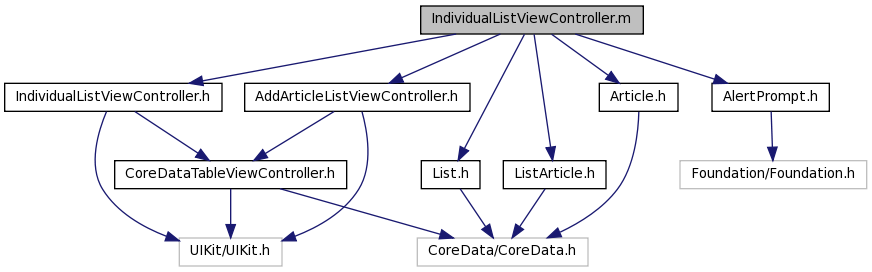 IndividualListViewController.m
IndividualListViewController.h
AddArticleListViewController.h
Article.h
AlertPrompt.h
CoreDataTableViewController.h
List.h
ListArticle.h
Foundation/Foundation.h
UIKit/UIKit.h
CoreData/CoreData.h